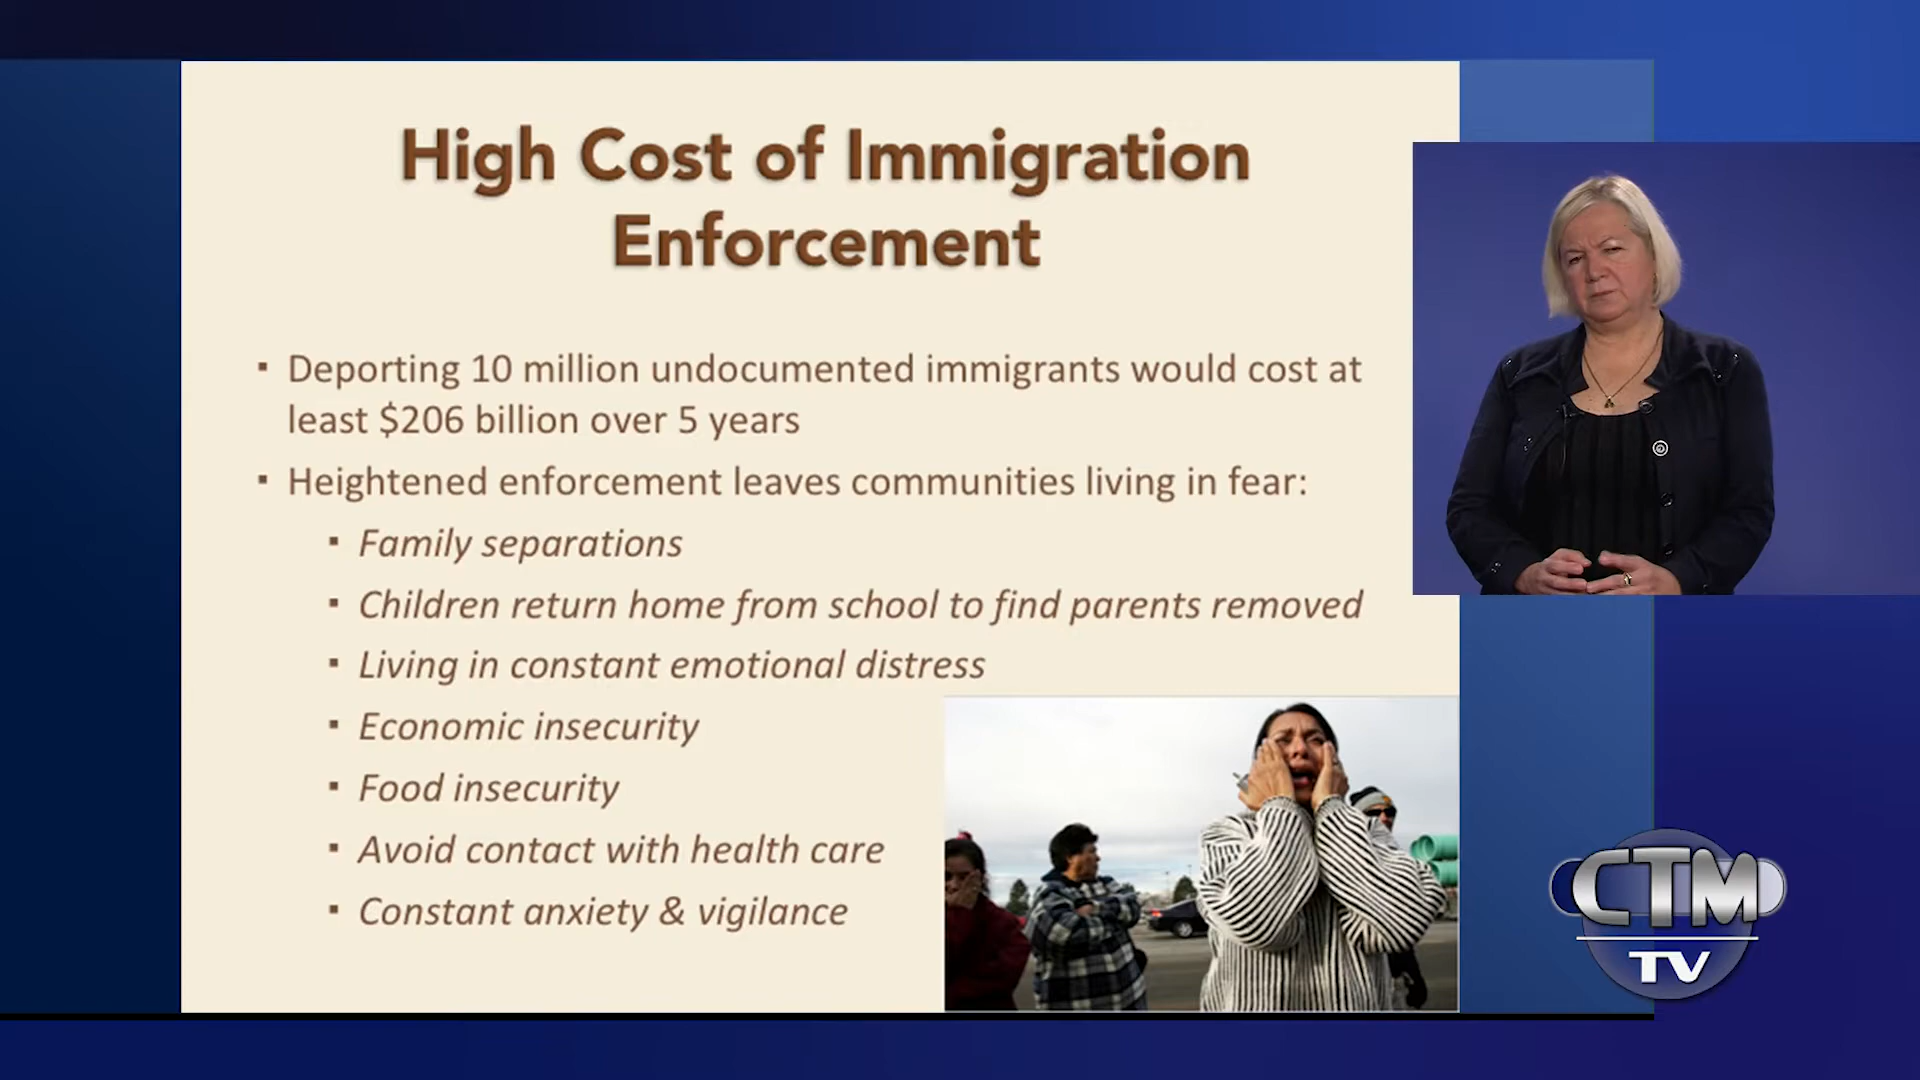 High Cost of Immigration
Enforcement
▪ Deporting 10 million undocumented immigrants would cost at
least $206 billion over 5 years
▪ Heightened enforcement leaves communities living in fear:
▪ Family separations
▪ Children return home from school to find parents removed
▪ Living in constant emotional distress
▪ Economic insecurity
▪ Food insecurity
▪ Avoid contact with health care
▪ Constant anxiety & vigilance
CTM
TV